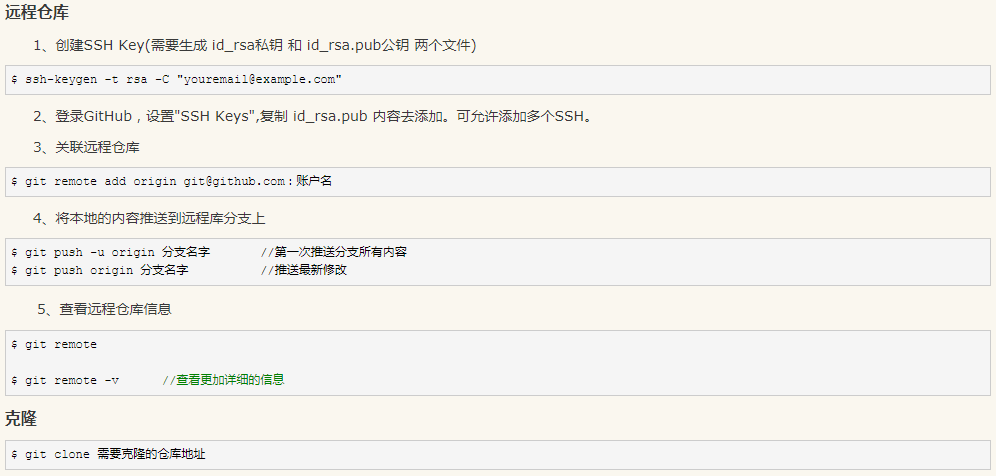 远程仓库
1、创建SSH Key(需要生成 id_rsa私钥 和 id_rsa.pub公钥 两个文件)
$ ssh-keygen -t rsa -C "youremail@example.com"
2、登录GitHub，设置"SSH Keys",复制 id_rsa.pub 内容去添加。可允许添加多个SSH。
3、关联远程仓库
$ git remote add origin git@github.com：账户名
4、将本地的内容推送到远程库分支上
$ git push -u origin 分支名字 //第一次推送分支所有内容
$ git push origin 分支名字 //推送最新修改
5、查看远程仓库信息
$ git remote
$ git remote -v //查看更加详细的信息
克隆
$ git clone 需要克隆的仓库地址